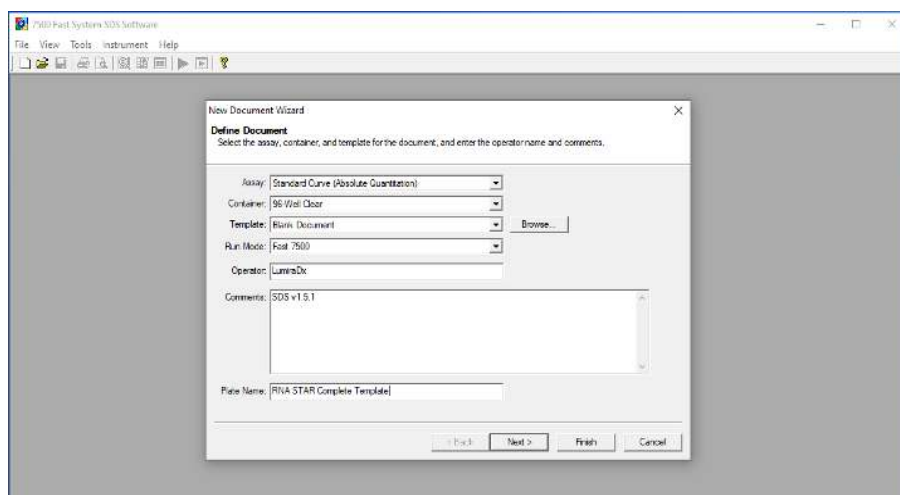 7500 Fast System SDS Software
File View Tools Instrument Help
New Document Wizard
Define Document
Select the assay, container, and template for the document, and enter the operator name and comments.
Assay: Standard Curve (Absolute Quantitation)
Container: 96-Well Clear
Template: Blank Document
Browse...
Run Mode: Fast 7500
Operator: LumiraDx
Comments: SDS v1.5.1
Plate Name: RNA STAR Complete Template
< Back Next > Finish Cancel